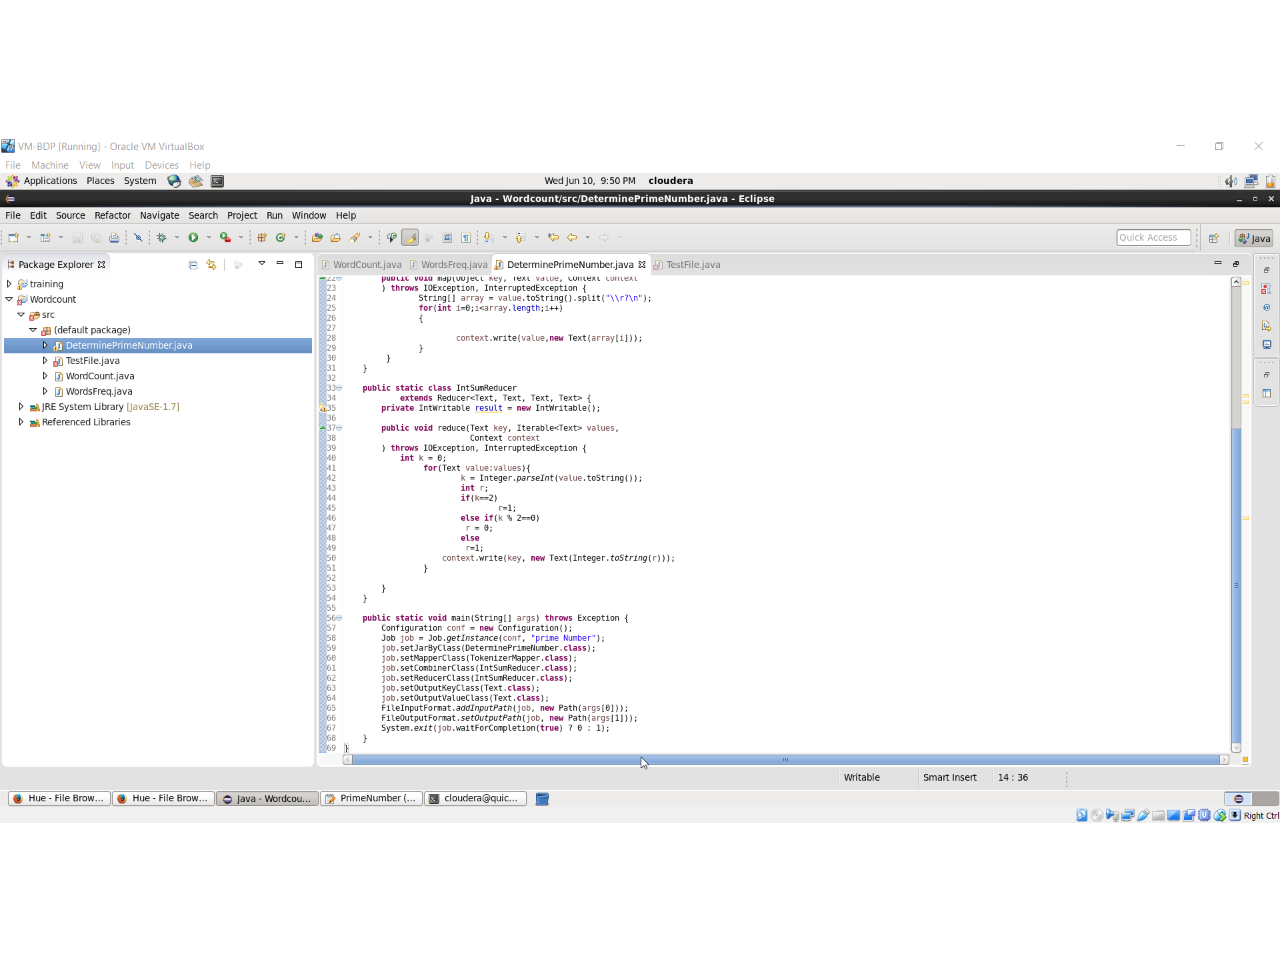 VM-BDP [Running] - Oracle VM VirtualBox
File Machine View Input Devices Help
Applications Places System Wed Jun 10, 9:50 PM cloudera
Java - Wordcount/src/DeterminePrimeNumber.java - Eclipse
File Edit Source Refactor Navigate Search Project Run Window Help
Quick Access Java
Package Explorer WordCount.java WordsFreq.java DeterminePrimeNumber.java TestFile.java
training
Wordcount
src
(default package)
DeterminePrimeNumber.java
TestFile.java
WordCount.java
WordsFreq.java
JRE System Library [JavaSE-1.7]
Referenced Libraries
22 public void map(Object key, Text value, Context context
23 ) throws IOException, InterruptedException {
24 String[] array = value.toString().split("\\r?\n");
25 for(int i=0;i<array.length;i++)
26 {
27
28 context.write(value,new Text(array[i]));
29 }
30 }
31 }
32
33 public static class IntSumReducer
34 extends Reducer<Text, Text, Text, Text> {
35 private IntWritable result = new IntWritable();
36
37 public void reduce(Text key, Iterable<Text> values,
38 Context context
39 ) throws IOException, InterruptedException {
40 int k = 0;
41 for(Text value:values){
42 k = Integer.parseInt(value.toString());
43 int r;
44 if(k==2)
45 r=1;
46 else if(k % 2==0)
47 r = 0;
48 else
49 r=1;
50 context.write(key, new Text(Integer.toString(r)));
51 }
52
53 }
54 }
55
56 public static void main(String[] args) throws Exception {
57 Configuration conf = new Configuration();
58 Job job = Job.getInstance(conf, "prime Number");
59 job.setJarByClass(DeterminePrimeNumber.class);
60 job.setMapperClass(TokenizerMapper.class);
61 job.setCombinerClass(IntSumReducer.class);
62 job.setReducerClass(IntSumReducer.class);
63 job.setOutputKeyClass(Text.class);
64 job.setOutputValueClass(Text.class);
65 FileInputFormat.addInputPath(job, new Path(args[0]));
66 FileOutputFormat.setOutputPath(job, new Path(args[1]));
67 System.exit(job.waitForCompletion(true) ? 0 : 1);
68 }
69 }
Writable Smart Insert 14 : 36
Hue - File Brow... Hue - File Brow... Java - Wordcou... PrimeNumber (... cloudera@quic...
Right Ctrl